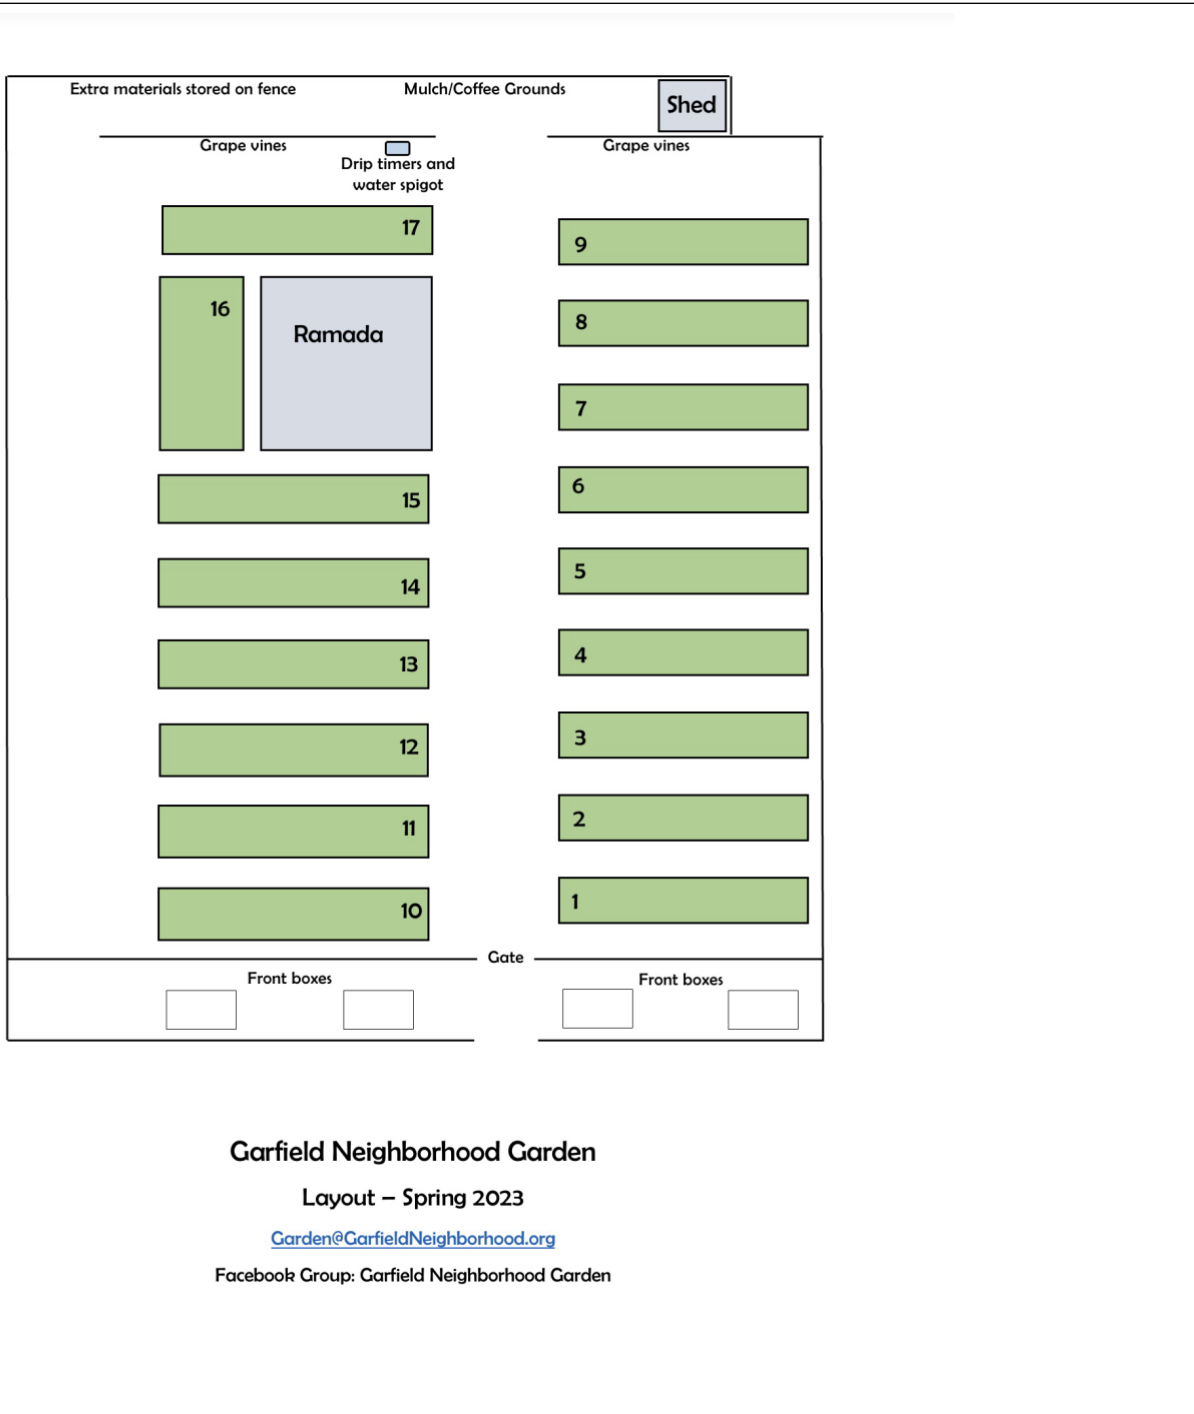 Extra materials stored on fence
Mulch/Coffee Grounds
Shed
Grape vines
Drip timers and
water spigot
Grape vines
17
9
16
Ramada
8
7
15
6
14
5
13
4
12
3
11
2
10
1
Gate
Front boxes
Front boxes
Garfield Neighborhood Garden
Layout – Spring 2023
Garden@GarfieldNeighborhood.org
Facebook Group: Garfield Neighborhood Garden